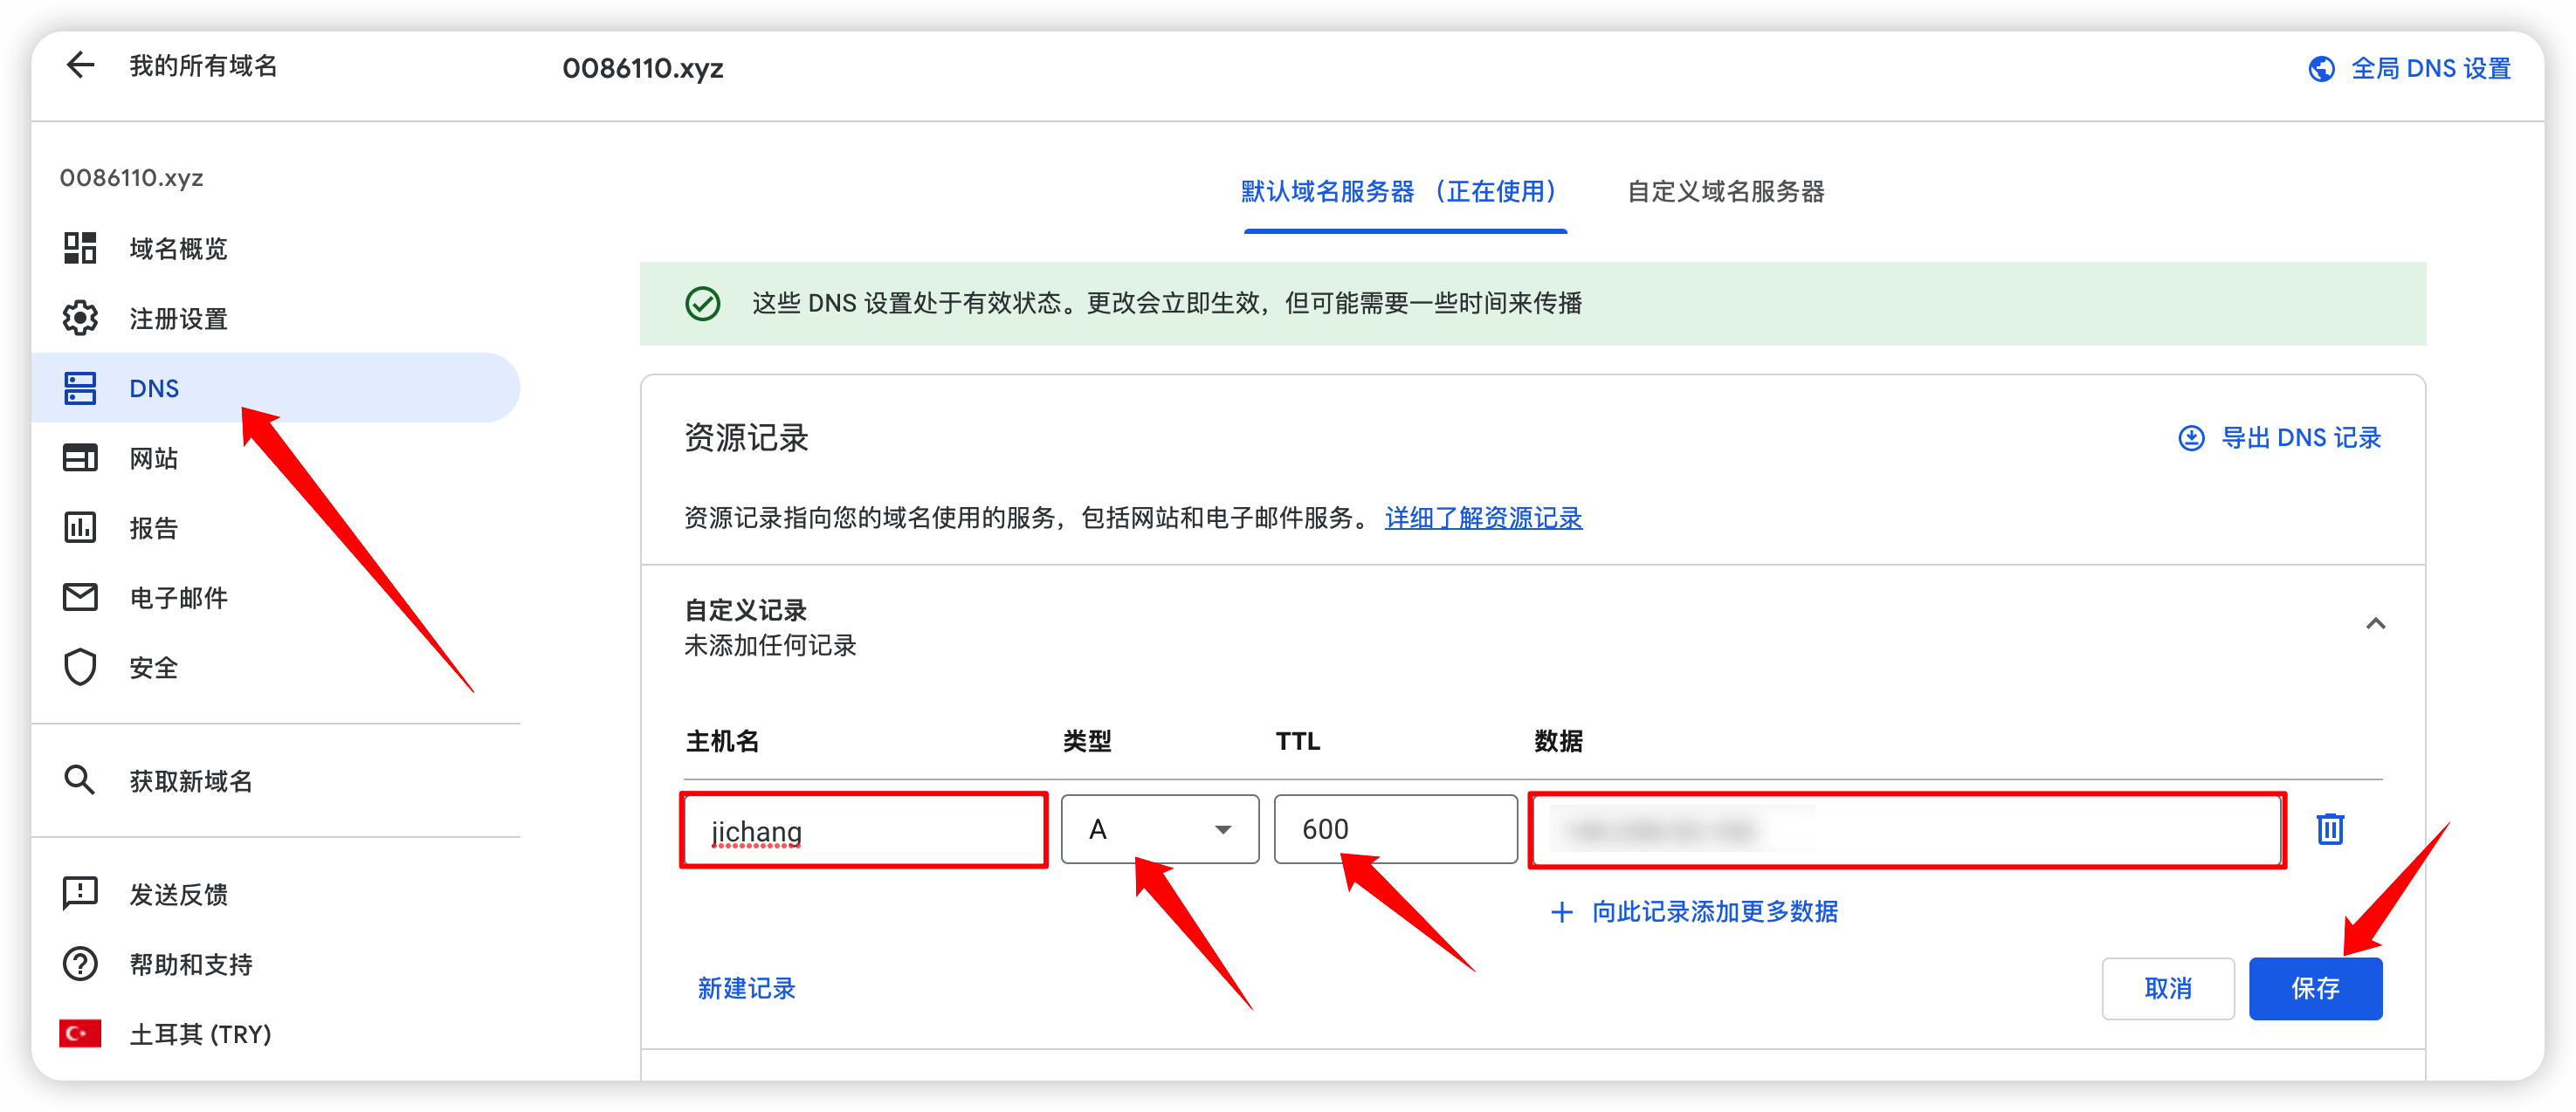 我的所有域名
0086110.xyz
全局 DNS 设置
0086110.xyz
域名概览
注册设置
DNS
网站
报告
电子邮件
安全
获取新域名
发送反馈
帮助和支持
土耳其 (TRY)
默认域名服务器 （正在使用）
自定义域名服务器
这些 DNS 设置处于有效状态。更改会立即生效，但可能需要一些时间来传播
资源记录
导出 DNS 记录
资源记录指向您的域名使用的服务，包括网站和电子邮件服务。 详细了解资源记录
自定义记录
未添加任何记录
主机名 类型 TTL 数据
jichang A 600
向此记录添加更多数据
新建记录
取消
保存